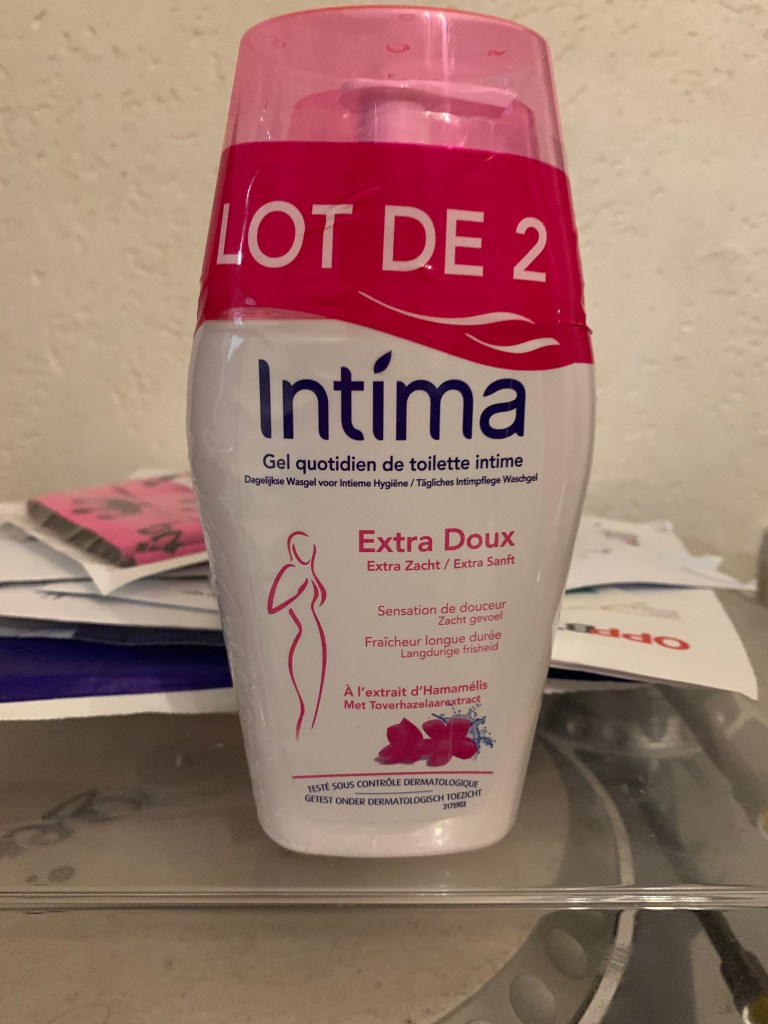 LOT DE 2
Intima
Gel quotidien de toilette intime
Dagelijkse Wasgel voor Intieme Hygiëne / Tägliches Intimpflege Waschgel
Extra Doux
Extra Zacht / Extra Sanft
Sensation de douceur
Zacht gevoel
Fraîcheur longue durée
Langdurige frisheid
À l'extrait d'Hamamélis
Met Toverhazelaarextract
TESTÉ SOUS CONTRÔLE DERMATOLOGIQUE
GETEST ONDER DERMATOLOGISCH TOEZICHT
3175903
OPP